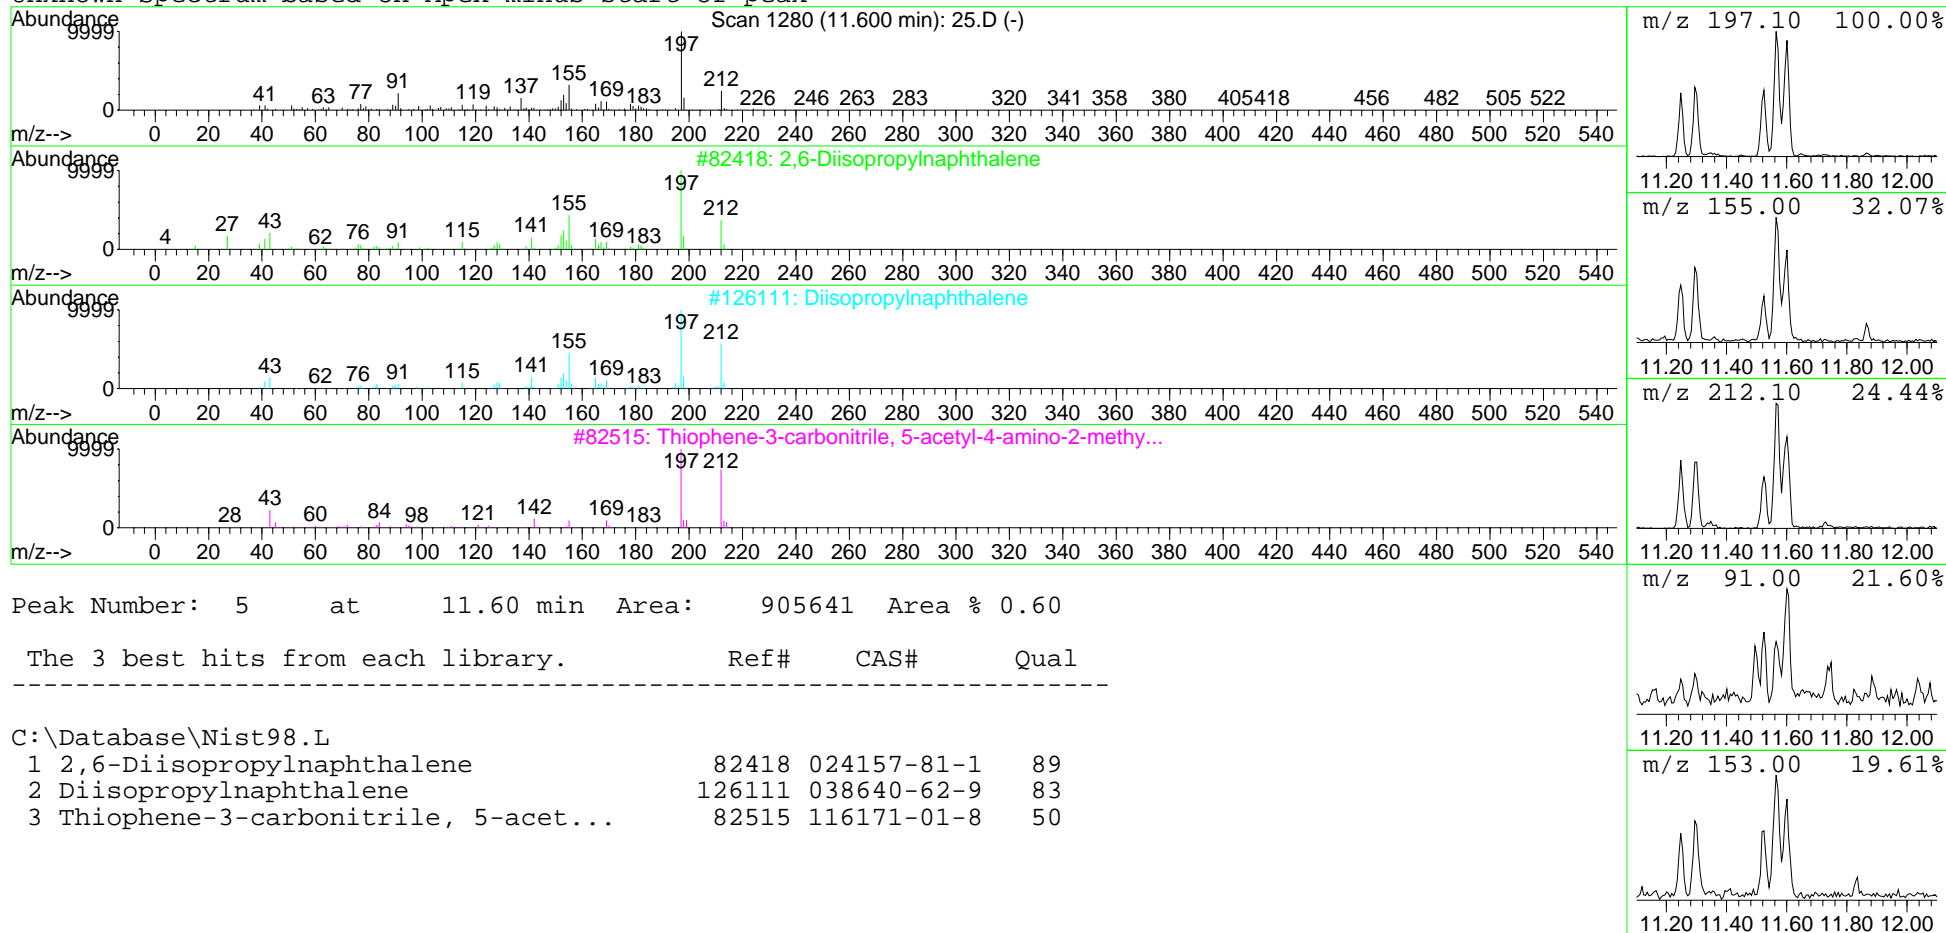 Unknown Spectrum based on Apex minus start of peak
Abundance
Scan 1280 (11.600 min): 25.D (-)
9999
197
41 63 77 91 119 137 155 169 183 212 226 246 263 283 320 341 358 380 405 418 456 482 505 522
0
m/z--> 0 20 40 60 80 100 120 140 160 180 200 220 240 260 280 300 320 340 360 380 400 420 440 460 480 500 520 540
Abundance
#82418: 2,6-Diisopropylnaphthalene
9999
197
4 27 43 62 76 91 115 141 155 169 183 212
0
m/z--> 0 20 40 60 80 100 120 140 160 180 200 220 240 260 280 300 320 340 360 380 400 420 440 460 480 500 520 540
Abundance
#126111: Diisopropylnaphthalene
9999
197
43 62 76 91 115 141 155 169 183 212
0
m/z--> 0 20 40 60 80 100 120 140 160 180 200 220 240 260 280 300 320 340 360 380 400 420 440 460 480 500 520 540
Abundance
#82515: Thiophene-3-carbonitrile, 5-acetyl-4-amino-2-methy...
9999
197 212
28 43 60 84 98 121 142 169 183
0
m/z--> 0 20 40 60 80 100 120 140 160 180 200 220 240 260 280 300 320 340 360 380 400 420 440 460 480 500 520 540
m/z 197.10 100.00%
11.20 11.40 11.60 11.80 12.00
m/z 155.00 32.07%
11.20 11.40 11.60 11.80 12.00
m/z 212.10 24.44%
11.20 11.40 11.60 11.80 12.00
m/z 91.00 21.60%
11.20 11.40 11.60 11.80 12.00
m/z 153.00 19.61%
11.20 11.40 11.60 11.80 12.00
Peak Number: 5 at 11.60 min Area: 905641 Area % 0.60
The 3 best hits from each library. Ref# CAS# Qual
---------------------------------------------------------------------
C:\Database\Nist98.L
1 2,6-Diisopropylnaphthalene 82418 024157-81-1 89
2 Diisopropylnaphthalene 126111 038640-62-9 83
3 Thiophene-3-carbonitrile, 5-acet... 82515 116171-01-8 50